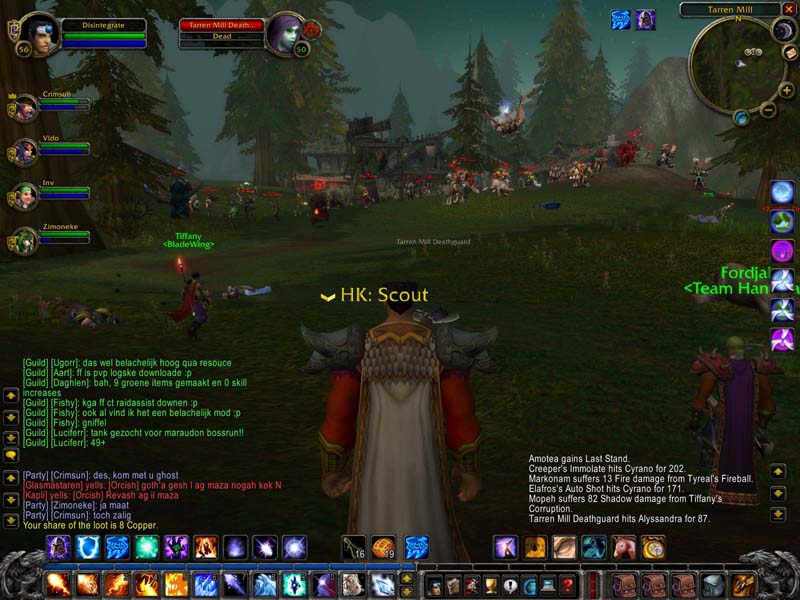 Disintegrate
56
Tarren Mill Death...
Dead
50
Tarren Mill
N
Crimsun
Vido
Inv
Zimoneke
Tiffany
<BladeWing>
Tarren Mill Deathguard
HK: Scout
Fordjal
<Team Han
[Guild] [Ugorr]: das wel belachelijk hoog qua resouce
[Guild] [Aart]: ff is pvp logske downloade :p
[Guild] [Daghlen]: bah, 9 groene items gemaakt en 0 skill
increases
[Guild] [Fishy]: kga ff ct raidassist downen :p
[Guild] [Fishy]: ook al vind ik het een belachelijk mod ;p
[Guild] [Fishy]: gniffel
[Guild] [Luciferr]: tank gezocht voor maraudon bossrun!!
[Guild] [Luciferr]: 49+
[Party] [Crimsun]: des, kom met u ghost
Glasmastaren] yells: [Orcish] goth'a gesh l ag maza nogah kek N
Kapli] yells: [Orcish] Revash ag il maza
[Party] [Zimoneke]: ja maat
[Party] [Crimsun]: toch zalig
Your share of the loot is 8 Copper.
Amotea gains Last Stand.
Creeper's Immolate hits Cyrano for 202.
Markonam suffers 13 Fire damage from Tyreal's Fireball.
Elafros's Auto Shot hits Cyrano for 171.
Mopeh suffers 82 Shadow damage from Tiffany's
Corruption.
Tarren Mill Deathguard hits Alyssandra for 87.
16
19